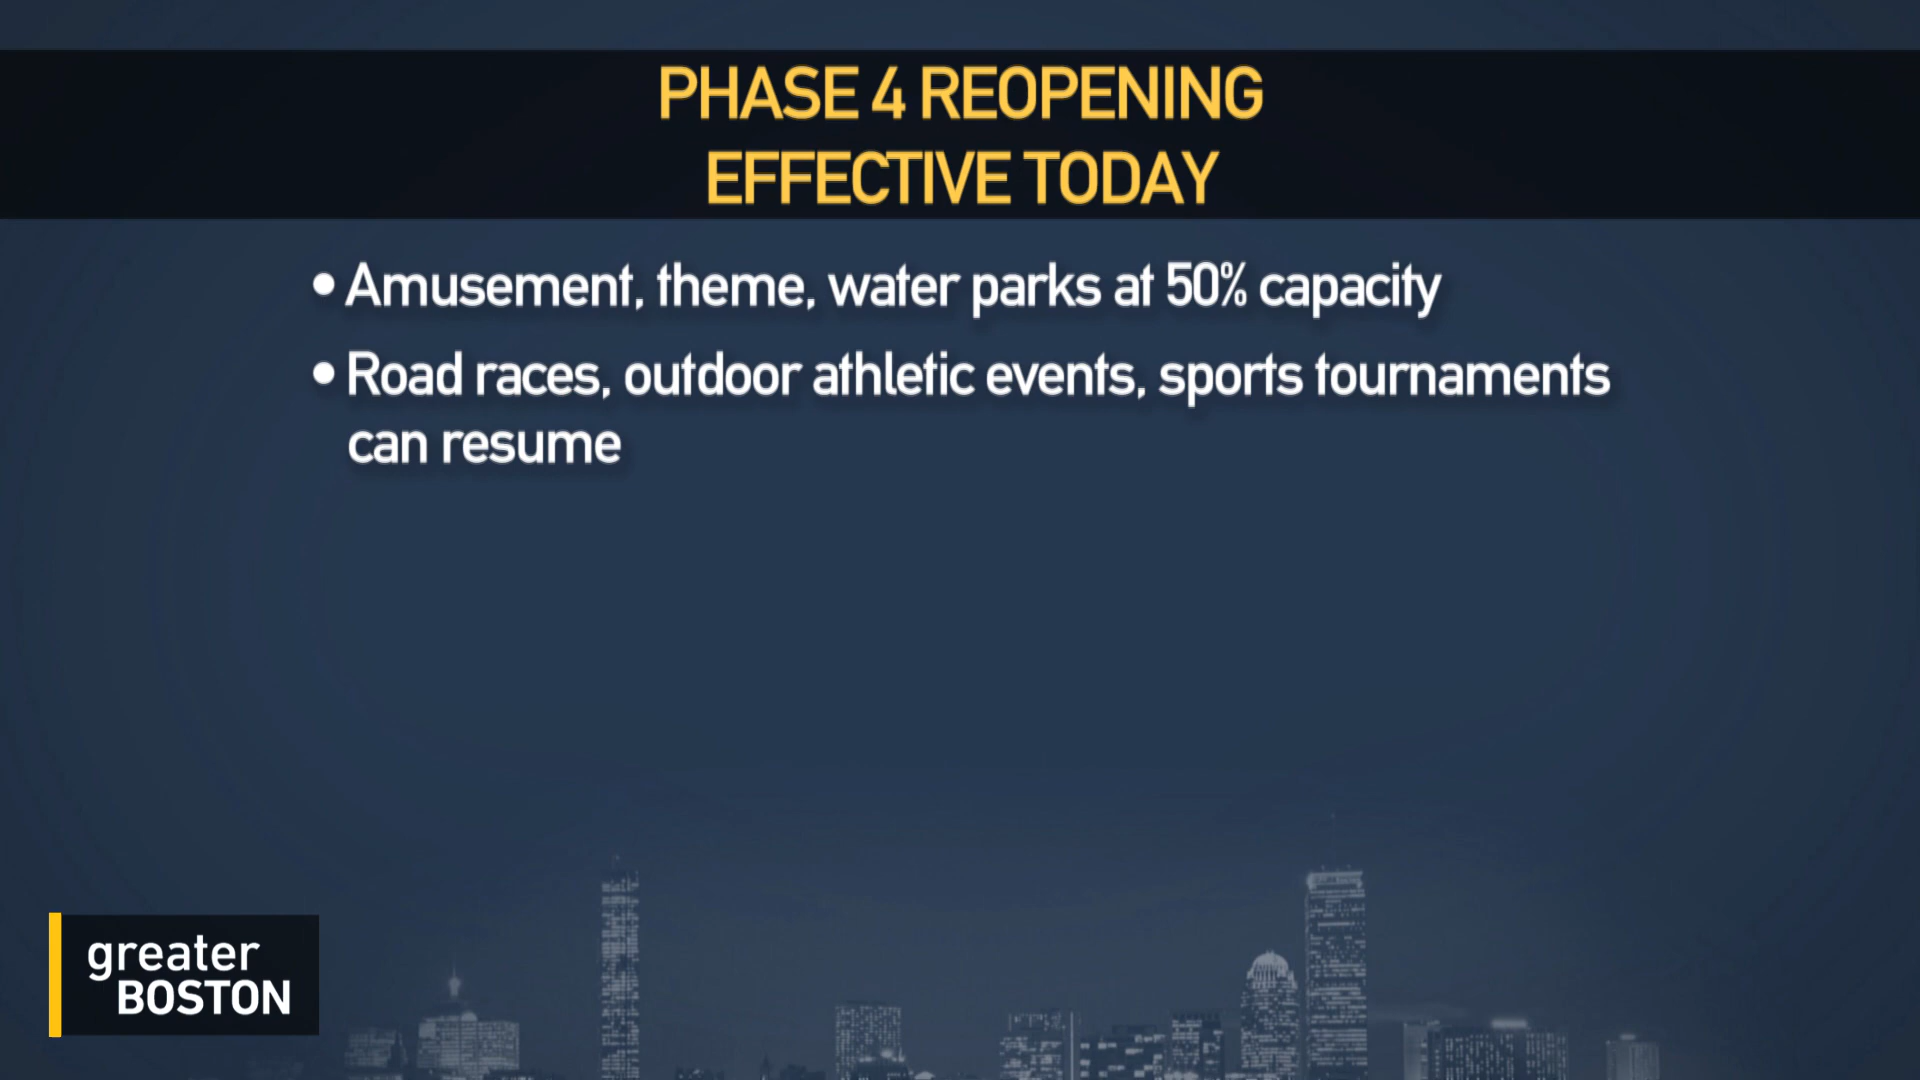 PHASE 4 REOPENING
EFFECTIVE TODAY
• Amusement, theme, water parks at 50% capacity
• Road races, outdoor athletic events, sports tournaments
can resume
greater
BOSTON